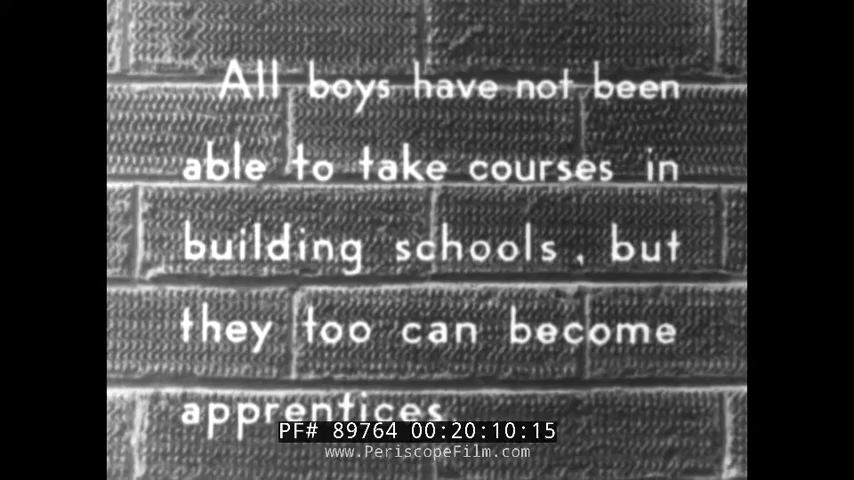 All boys have not been
able to take courses in
building schools, but
they too can become
apprentices.
PF# 89764 00:20:10:15
www.PeriscopeFilm.com